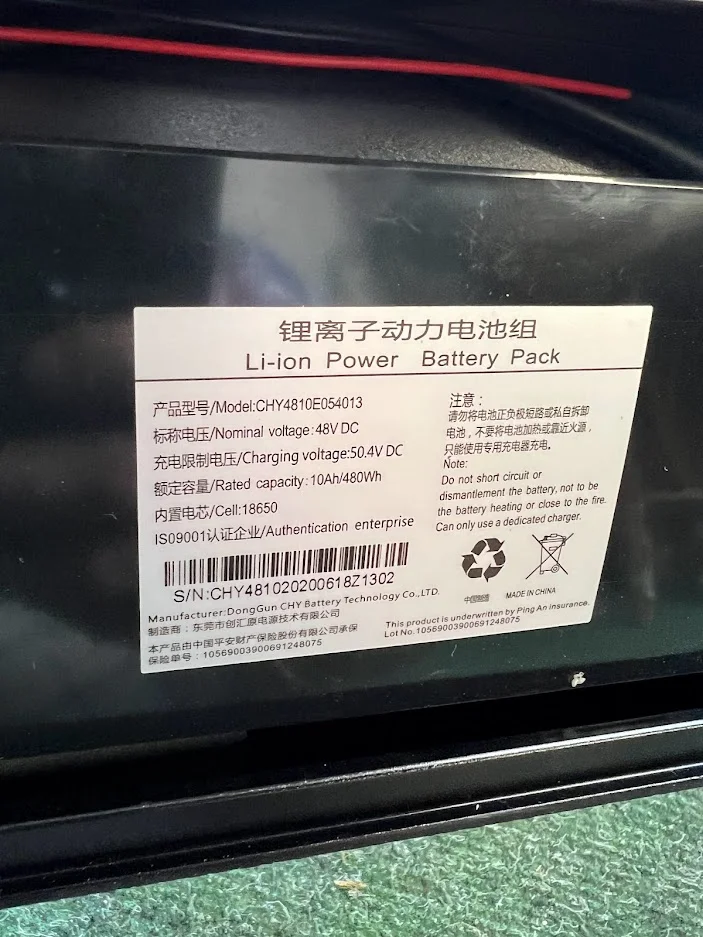 锂离子动力电池组
Li-ion Power Battery Pack
产品型号/Model:CHY4810E054013
标称电压/Nominal voltage:48V DC
充电限制电压/Charging voltage:50.4V DC
额定容量/Rated capacity:10Ah/480Wh
内置电芯/Cell:18650
IS09001认证企业/Authentication enterprise
S/N:CHY481020200618Z1302
注意：
请勿将电池正负极短路或私自拆卸
电池，不要将电池加热或靠近火源，
只能使用专用充电器充电。
Note:
Do not short circuit or
dismantlement the battery, not to be
the battery heating or close to the fire.
Can only use a dedicated charger.
中国制造
MADE IN CHINA
Manufacturer:DongGun CHY Battery Technology Co.,LTD.
制造商：东莞市创汇原电源技术有限公司
本产品由中国平安财产保险股份有限公司承保
保险单号：10569003900691248075
This product is underwritten by Ping An insurance.
Lot No.10569003900691248075